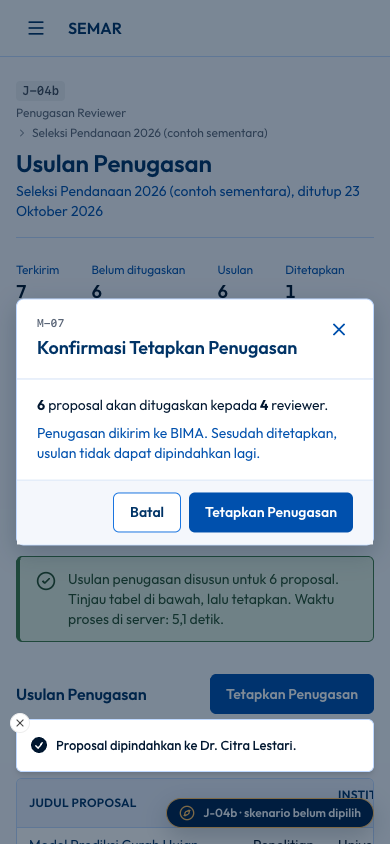 SEMAR
J-04b
Penugasan Reviewer
Seleksi Pendanaan 2026 (contoh sementara)
Usulan Penugasan
Seleksi Pendanaan 2026 (contoh sementara), ditutup 23
Oktober 2026
Terkirim Belum ditugaskan Usulan Ditetapkan
7 6 6 1
M-07
Konfirmasi Tetapkan Penugasan
6 proposal akan ditugaskan kepada 4 reviewer.
Penugasan dikirim ke BIMA. Sesudah ditetapkan,
usulan tidak dapat dipindahkan lagi.
Batal Tetapkan Penugasan
Usulan penugasan disusun untuk 6 proposal.
Tinjau tabel di bawah, lalu tetapkan. Waktu
proses di server: 5,1 detik.
Usulan Penugasan Tetapkan Penugasan
Proposal dipindahkan ke Dr. Citra Lestari.
JUDUL PROPOSAL
J-04b · skenario belum dipilih